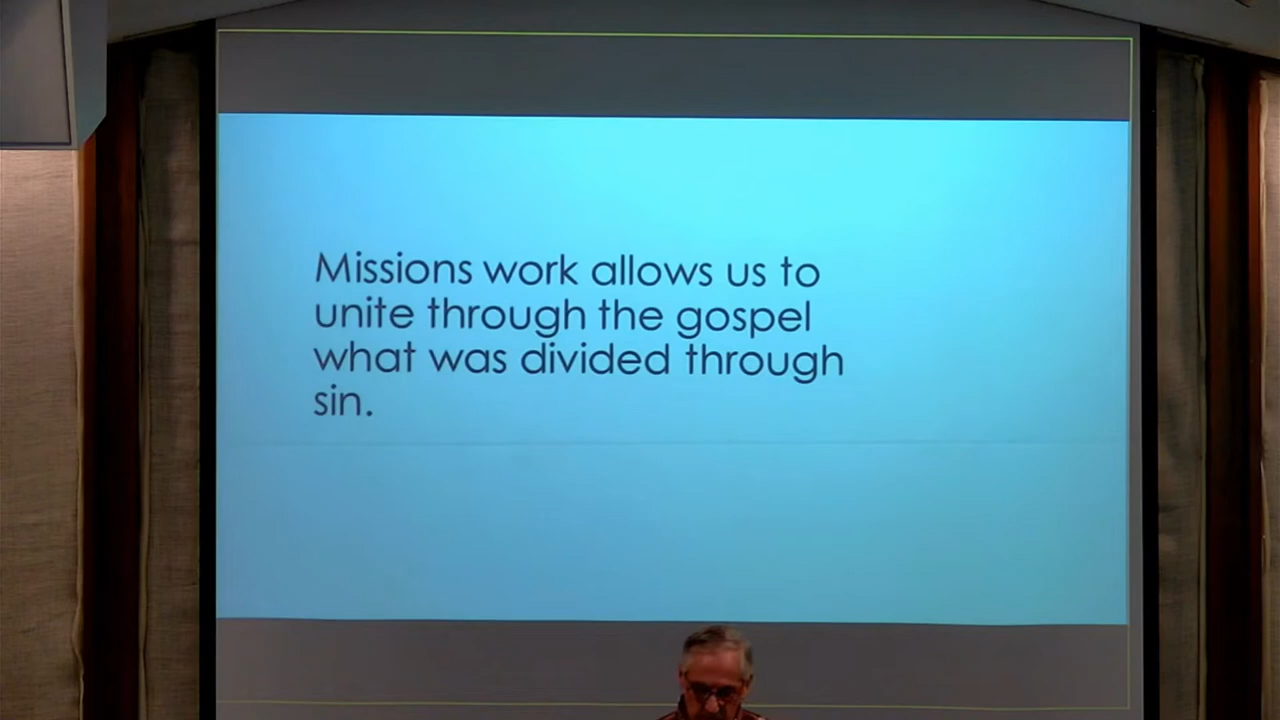 Missions work allows us to
unite through the gospel
what was divided through
sin.